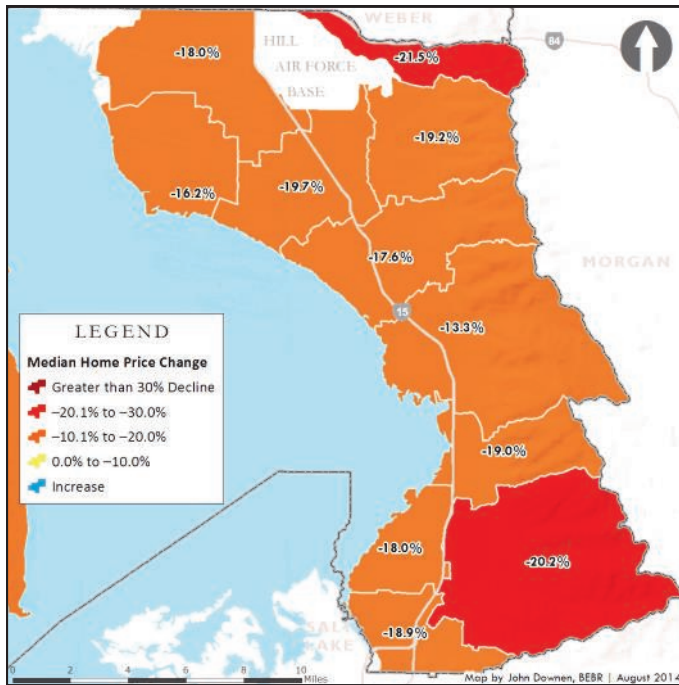 WEBER
84
-18.0%
HILL
AIR FORCE
BASE
-21.5%
-19.2%
-16.2%
-19.7%
-17.6%
MORGAN
15
-13.3%
LEGEND
Median Home Price Change
Greater than 30% Decline
–20.1% to –30.0%
–10.1% to –20.0%
0.0% to –10.0%
Increase
-19.0%
-18.0%
-20.2%
SALT
LAKE
-18.9%
0 2 4 6 8 10
Miles
Map by John Downen, BEBR | August 2014